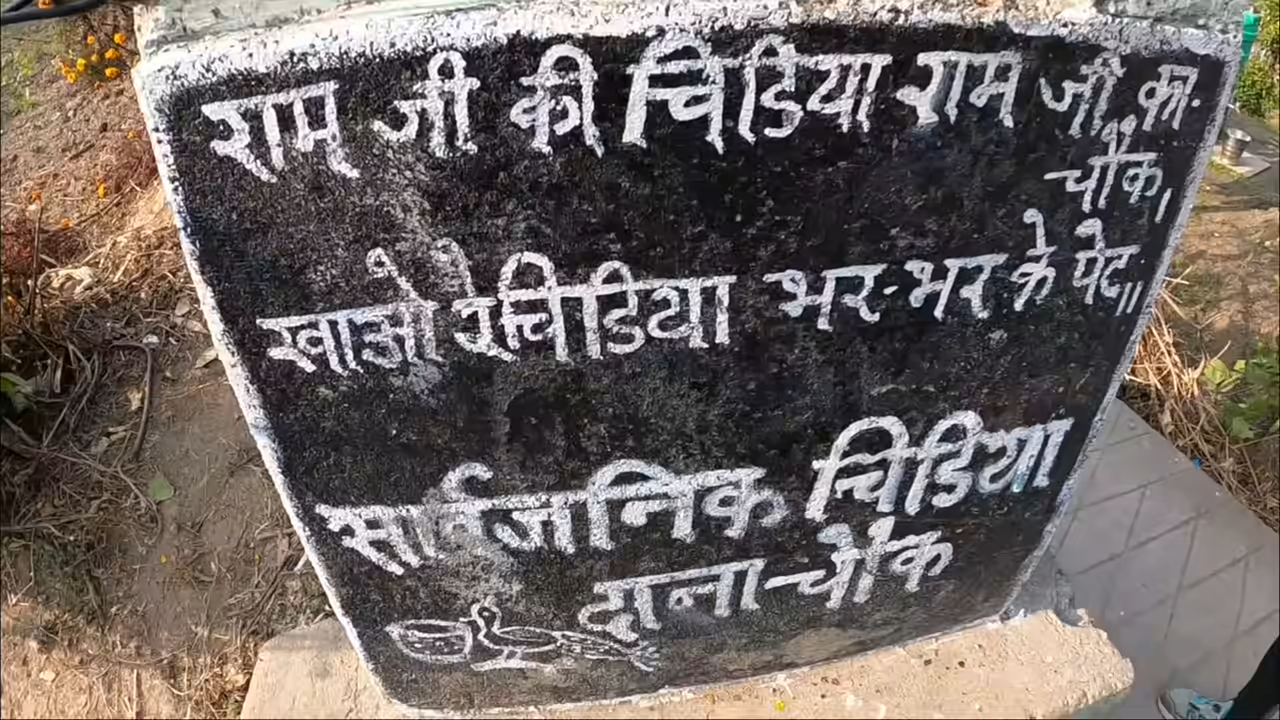 राम् जी की चिडिया राम जी का
चौक,
खाओ रे चिडिया भर-भर के पेट॥
सार्वजनिक चिडिया
दाना-चौक